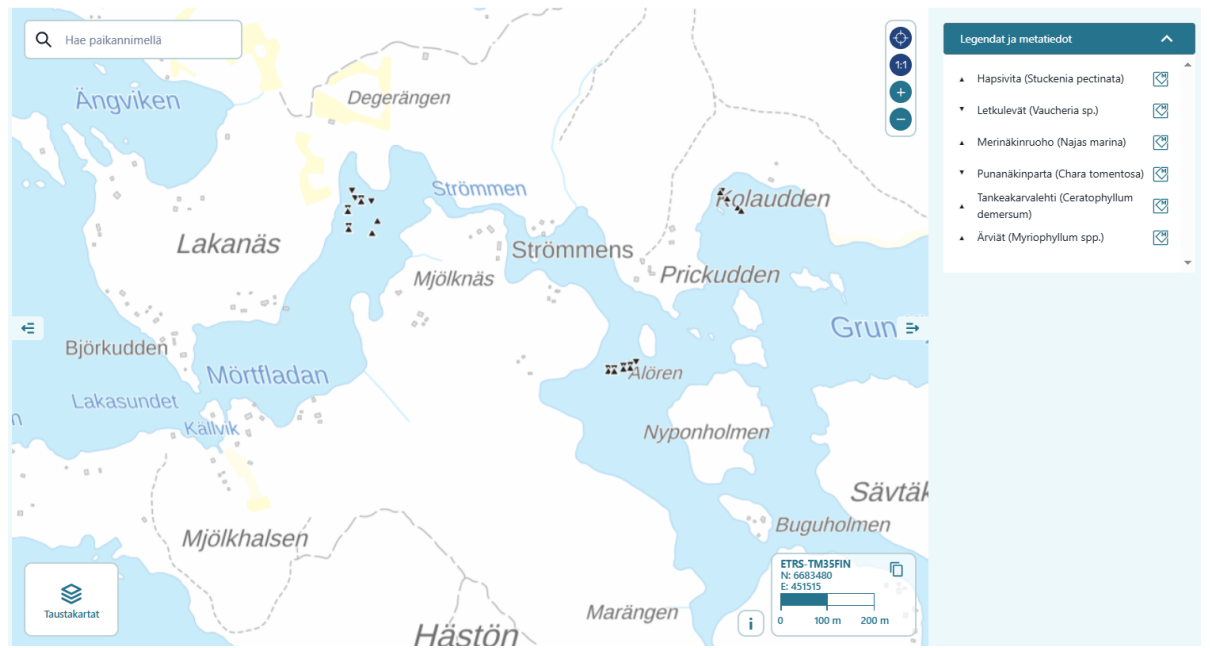 Hae paikannimellä
Ängviken
Degerängen
Strömmen
Kolaudden
Lakanäs
Strömmens
Mjölknäs
Prickudden
Björkudden
Grun
Mörtfladan
Alören
Lakasundet
Källvik
n
Nyponholmen
Sävtäk
Buguholmen
Mjölkhalsen
Marängen
Hästön
Taustakartat
1:1
+
−
ETRS-TM35FIN
N: 6683480
E: 451515
0 100 m 200 m
i
Legendat ja metatiedot
Hapsivita (Stuckenia pectinata)
Letkulevät (Vaucheria sp.)
Merinäkinruoho (Najas marina)
Punanäkinparta (Chara tomentosa)
Tankeakarvalehti (Ceratophyllum
demersum)
Ärviät (Myriophyllum spp.)